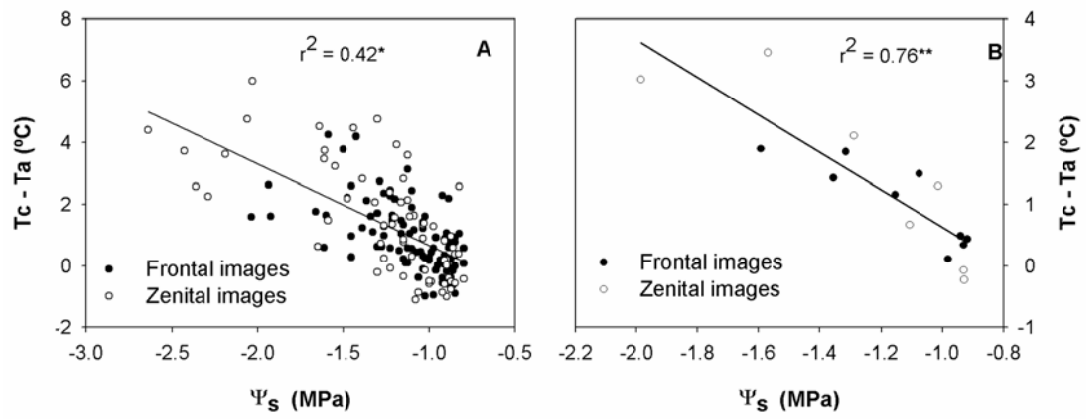 8
6
4
2
0
-2
Tc - Ta (ºC)
r² = 0.42*
A
Frontal images
Zenital images
-3.0 -2.5 -2.0 -1.5 -1.0 -0.5
Ψs (MPa)
r² = 0.76**
B
Frontal images
Zenital images
4
3
2
1
0
-1
Tc - Ta (ºC)
-2.2 -2.0 -1.8 -1.6 -1.4 -1.2 -1.0 -0.8
Ψs (MPa)